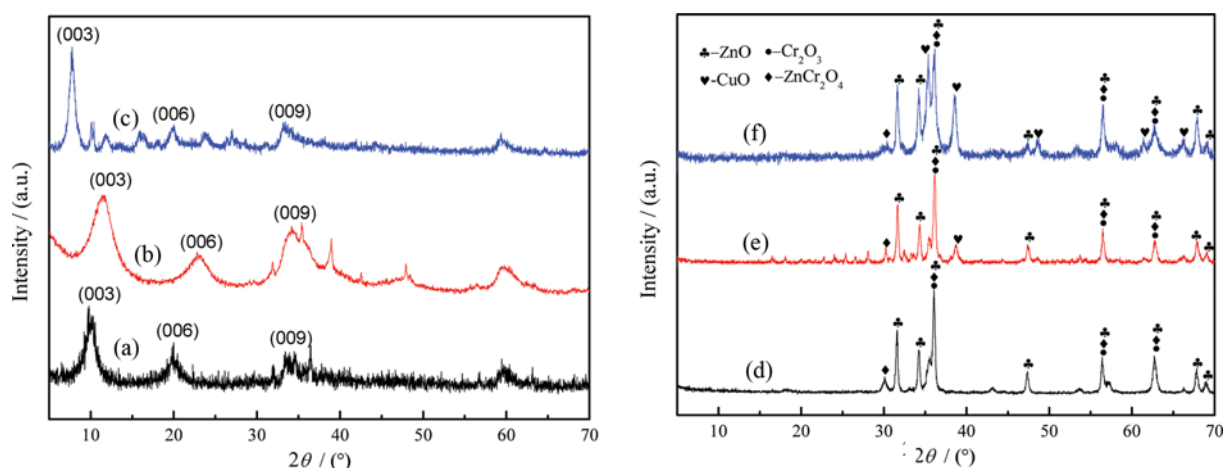 (003)
(c)
(006)
(009)
(003)
(b)
(006)
(009)
(003)
(a)
(006)
(009)
Intensity / (a.u.)
10 20 30 40 50 60 70
2θ / (°)
♣–ZnO ●–Cr₂O₃
♥-CuO ♦–ZnCr₂O₄
(f)
(e)
(d)
Intensity / (a.u.)
10 20 30 40 50 60 70
2θ / (°)